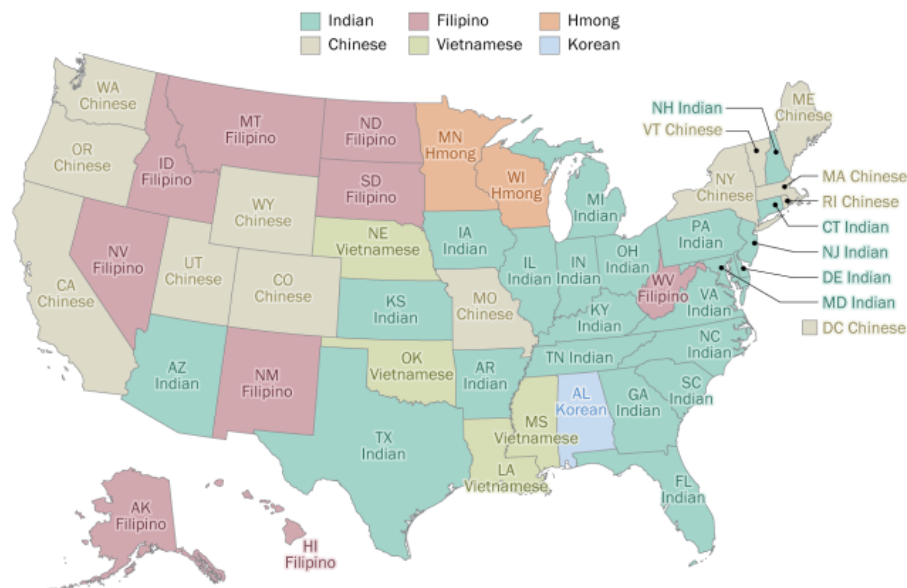 Indian Filipino Hmong
Chinese Vietnamese Korean
WA
Chinese
OR
Chinese
CA
Chinese
NV
Filipino
ID
Filipino
MT
Filipino
ND
Filipino
SD
Filipino
WY
Chinese
UT
Chinese
CO
Chinese
NE
Vietnamese
KS
Indian
AZ
Indian
NM
Filipino
OK
Vietnamese
TX
Indian
MN
Hmong
WI
Hmong
IA
Indian
MO
Chinese
AR
Indian
LA
Vietnamese
MS
Vietnamese
AL
Korean
GA
Indian
FL
Indian
SC
Indian
NC
Indian
TN Indian
KY
Indian
VA
Indian
WV
Filipino
IL
Indian
IN
Indian
OH
Indian
MI
Indian
PA
Indian
NY
Chinese
ME
Chinese
NH Indian
VT Chinese
MA Chinese
RI Chinese
CT Indian
NJ Indian
DE Indian
MD Indian
DC Chinese
AK
Filipino
HI
Filipino